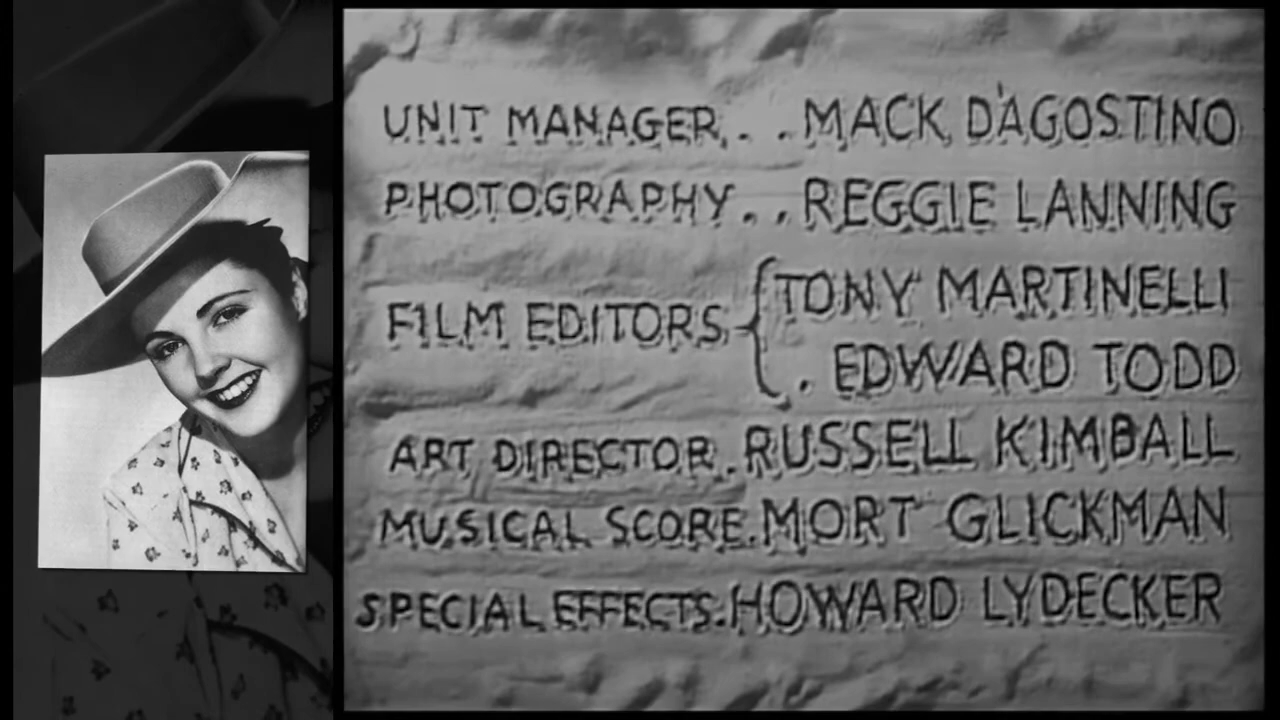 UNIT MANAGER . . MACK D'AGOSTINO
PHOTOGRAPHY . . REGGIE LANNING
FILM EDITORS { TONY MARTINELLI
. EDWARD TODD
ART DIRECTOR . RUSSELL KIMBALL
MUSICAL SCORE . MORT GLICKMAN
SPECIAL EFFECTS . HOWARD LYDECKER